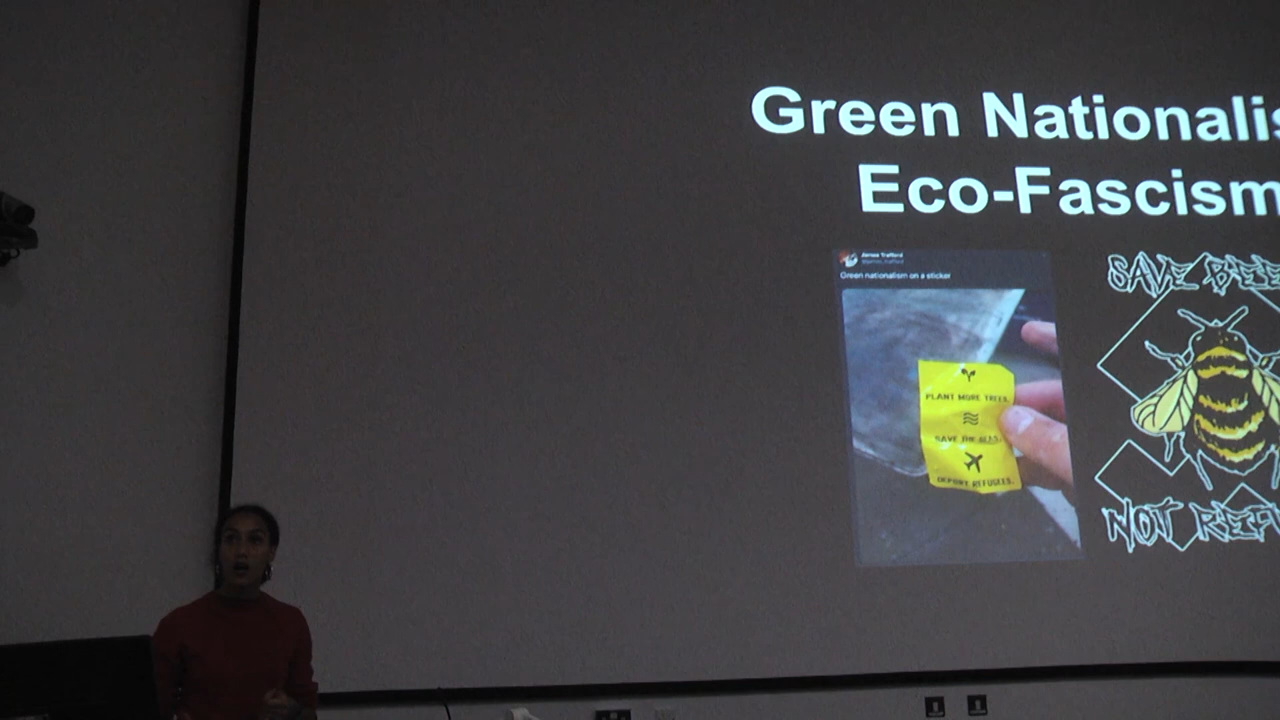 Green Nationalis
Eco-Fascism
James Trafford
Green nationalism on a sticker
PLANT MORE TREES.
SAVE THE SEAS.
DEPORT REFUGEES.
SAVE BEE
NOT REFU